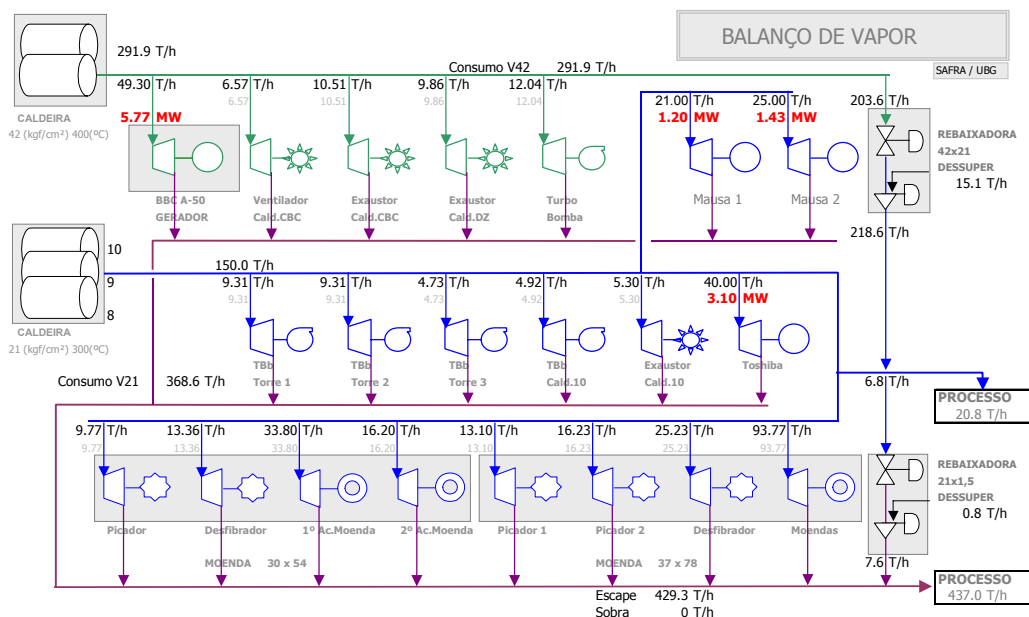 BALANÇO DE VAPOR
SAFRA / UBG
291.9 T/h
Consumo V42 291.9 T/h
CALDEIRA
42 (kgf/cm²) 400(ºC)
49.30 T/h 6.57 T/h 10.51 T/h 9.86 T/h 12.04 T/h 21.00 T/h 25.00 T/h 203.6 T/h
6.57 10.51 9.86 12.04
5.77 MW 1.20 MW 1.43 MW
REBAIXADORA
42x21
DESSUPER
15.1 T/h
BBC A-50 Ventilador Exaustor Exaustor Turbo Mausa 1 Mausa 2
GERADOR Cald.CBC Cald.CBC Cald.DZ Bomba
218.6 T/h
10
9
8
CALDEIRA
21 (kgf/cm²) 300(ºC)
150.0 T/h
9.31 T/h 9.31 T/h 4.73 T/h 4.92 T/h 5.30 T/h 40.00 T/h
9.31 9.31 4.73 4.92 5.30 3.10 MW
TBb TBb TBb TBb Exaustor Toshiba
Torre 1 Torre 2 Torre 3 Cald.10 Cald.10
Consumo V21 368.6 T/h
6.8 T/h
PROCESSO
20.8 T/h
9.77 T/h 13.36 T/h 33.80 T/h 16.20 T/h 13.10 T/h 16.23 T/h 25.23 T/h 93.77 T/h
9.77 13.36 33.80 16.20 13.10 16.23 25.23 93.77
REBAIXADORA
21x1,5
DESSUPER
0.8 T/h
Picador Desfibrador 1º Ac.Moenda 2º Ac.Moenda Picador 1 Picador 2 Desfibrador Moendas
MOENDA 30 x 54 MOENDA 37 x 78
7.6 T/h
PROCESSO
437.0 T/h
Escape 429.3 T/h
Sobra 0 T/h